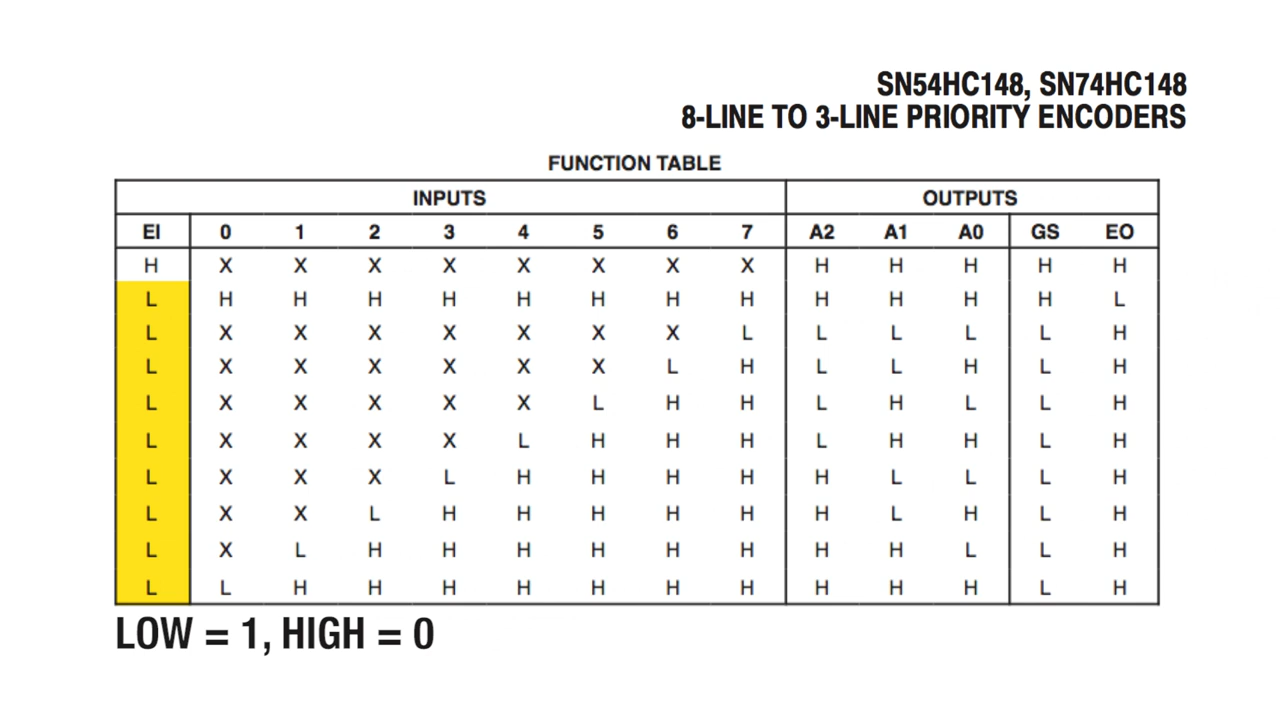 SN54HC148, SN74HC148
8-LINE TO 3-LINE PRIORITY ENCODERS
FUNCTION TABLE
INPUTS OUTPUTS
EI 0 1 2 3 4 5 6 7 A2 A1 A0 GS EO
H X X X X X X X X H H H H H
L H H H H H H H H H H H H L
L X X X X X X X L L L L L H
L X X X X X X L H L L H L H
L X X X X X L H H L H L L H
L X X X X L H H H L H H L H
L X X X L H H H H H L L L H
L X X L H H H H H H L H L H
L X L H H H H H H H H L L H
L L H H H H H H H H H H L H
LOW = 1, HIGH = 0